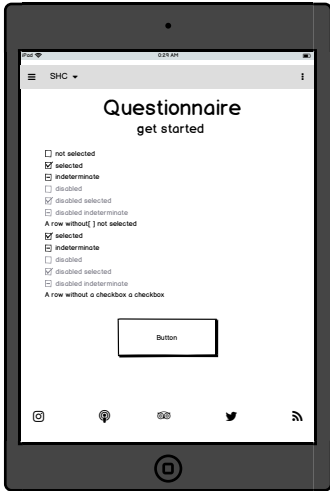 iPad
0:29 AM
SHC
Questionnaire
get started
not selected
selected
indeterminate
disabled
disabled selected
disabled indeterminate
A row without[ ] not selected
selected
indeterminate
disabled
disabled selected
disabled indeterminate
A row without a checkbox a checkbox
Button